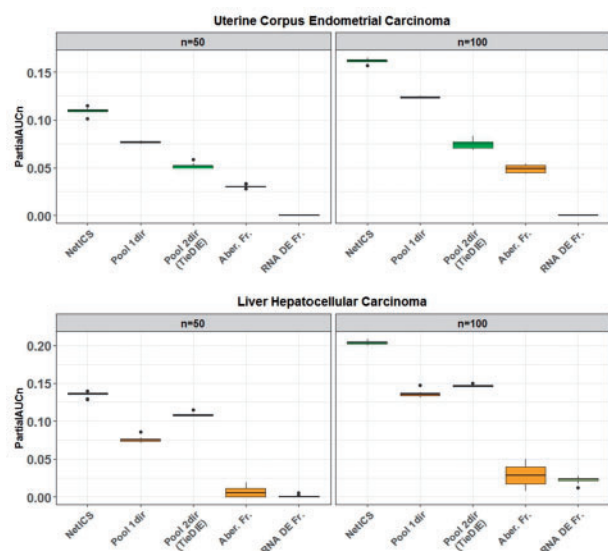 Uterine Corpus Endometrial Carcinoma
n=50
n=100
PartialAUCn
0.15
0.10
0.05
0.00
NetICS
Pool 1dir
Pool 2dir
(TieDIE)
Aber. Fr.
RNA DE Fr.
NetICS
Pool 1dir
Pool 2dir
(TieDIE)
Aber. Fr.
RNA DE Fr.
Liver Hepatocellular Carcinoma
n=50
n=100
PartialAUCn
0.20
0.15
0.10
0.05
0.00
NetICS
Pool 1dir
Pool 2dir
(TieDIE)
Aber. Fr.
RNA DE Fr.
NetICS
Pool 1dir
Pool 2dir
(TieDIE)
Aber. Fr.
RNA DE Fr.